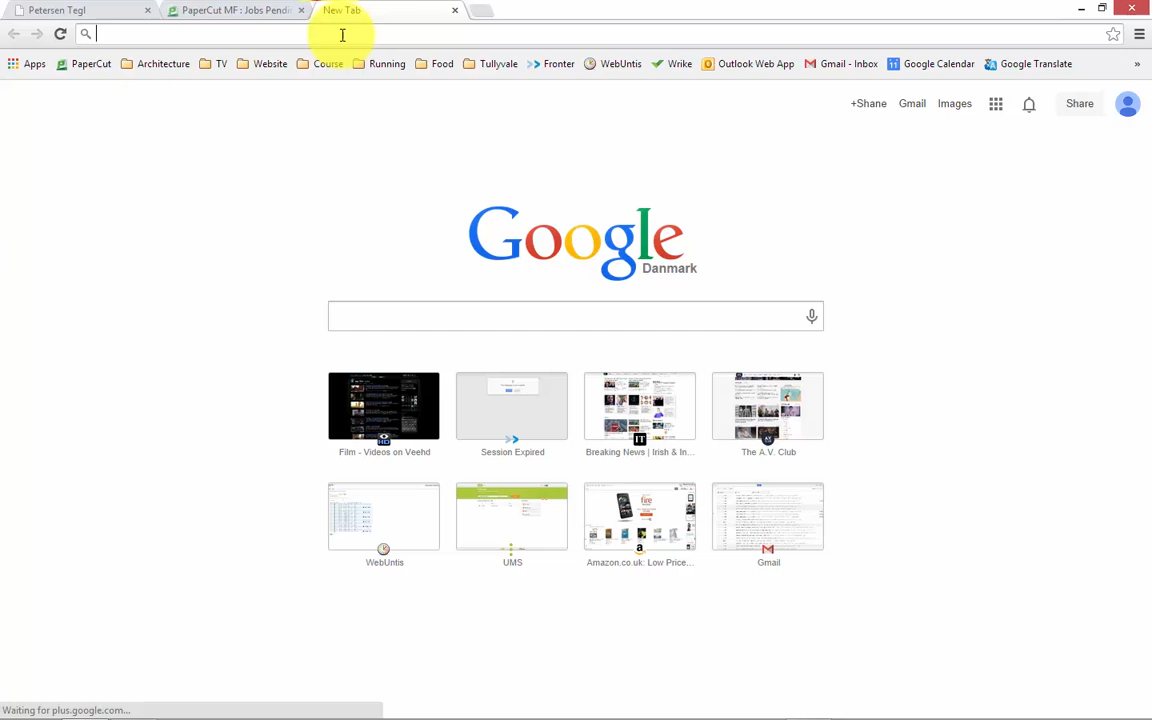 Petersen Tegl
PaperCut MF : Jobs Pendin
New Tab
Apps
PaperCut
Architecture
TV
Website
Course
Running
Food
Tullyvale
Fronter
WebUntis
Wrike
Outlook Web App
Gmail - Inbox
Google Calendar
Google Translate
»
+Shane
Gmail
Images
Share
Google
Danmark
Film - Videos on Veehd
Session Expired
Breaking News | Irish & In...
The A.V. Club
WebUntis
UMS
Amazon.co.uk: Low Price...
Gmail
Waiting for plus.google.com...